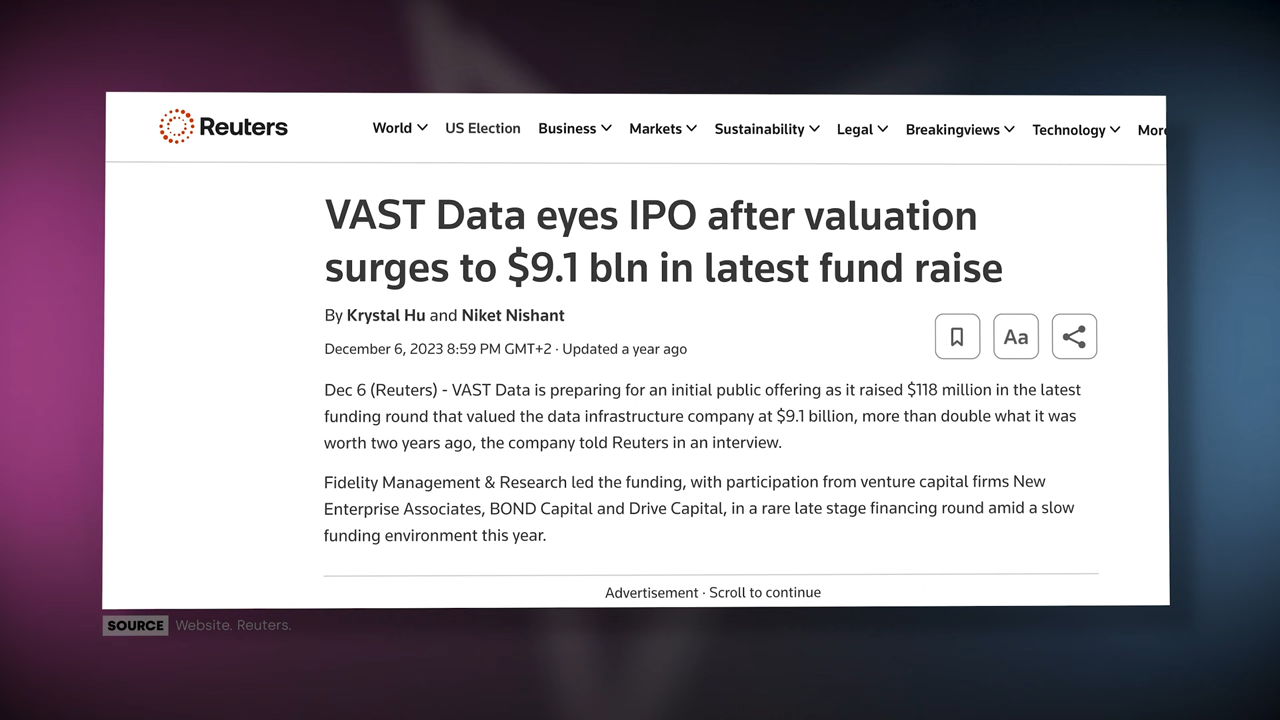 Reuters
World US Election Business Markets Sustainability Legal Breakingviews Technology More
VAST Data eyes IPO after valuation
surges to $9.1 bln in latest fund raise
By Krystal Hu and Niket Nishant
December 6, 2023 8:59 PM GMT+2 · Updated a year ago
Aa
Dec 6 (Reuters) - VAST Data is preparing for an initial public offering as it raised $118 million in the latest
funding round that valued the data infrastructure company at $9.1 billion, more than double what it was
worth two years ago, the company told Reuters in an interview.
Fidelity Management & Research led the funding, with participation from venture capital firms New
Enterprise Associates, BOND Capital and Drive Capital, in a rare late stage financing round amid a slow
funding environment this year.
Advertisement · Scroll to continue
SOURCE Website, Reuters.